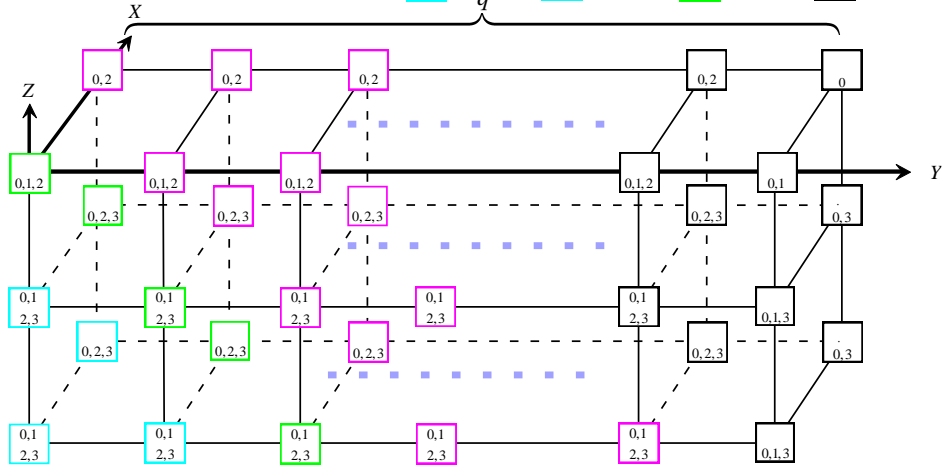 q
X
0, 2 0, 2 0, 2 0, 2 0
Z
0, 1, 2 0, 1, 2 0, 1, 2 0, 1, 2 0, 1 Y
0, 2, 3 0, 2, 3 0, 2, 3 0, 2, 3 0, 3
0, 1 0, 1 0, 1 0, 1 0, 1
2, 3 2, 3 2, 3 2, 3 2, 3 0, 1, 3
0, 2, 3 0, 2, 3 0, 2, 3 0, 2, 3 0, 3
0, 1 0, 1 0, 1 0, 1 0, 1
2, 3 2, 3 2, 3 2, 3 2, 3 0, 1, 3